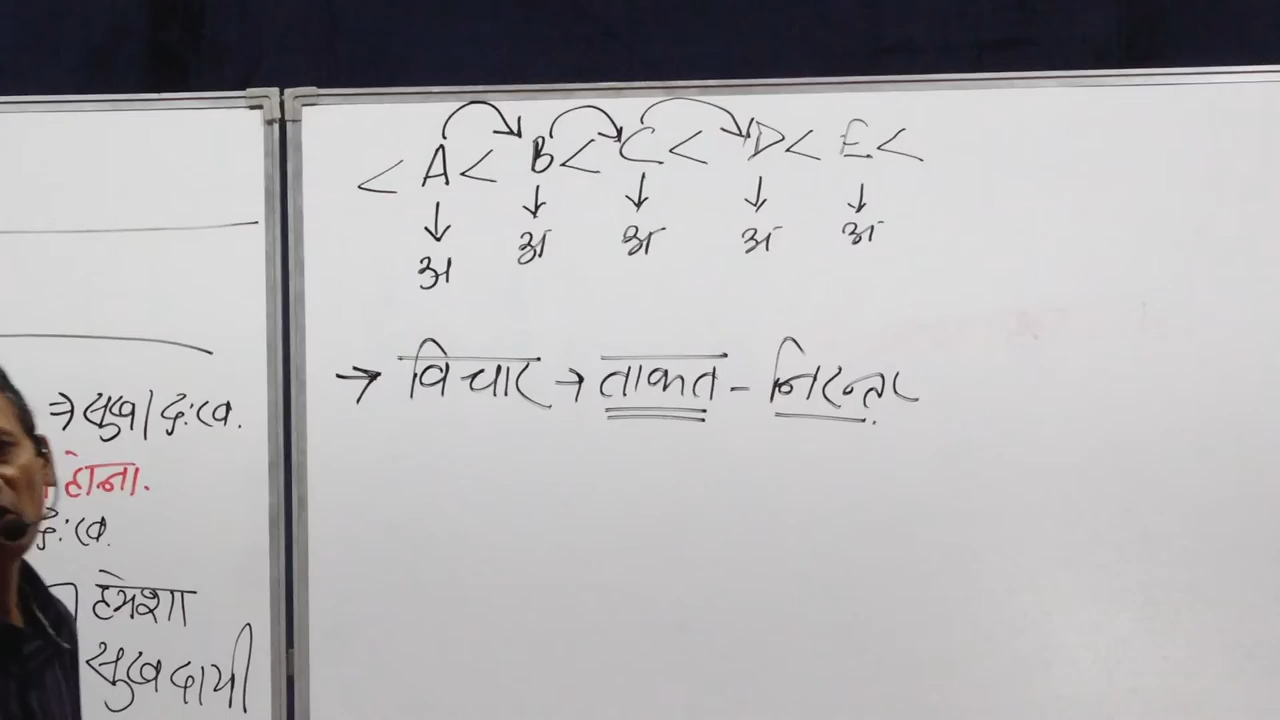 ⇒ सुख / दुःख.
होना.
दुःख.
हमेशा
सुखदायी
< A < B < C < D < E <
↓ ↓ ↓ ↓ ↓
अ अ अ अ अ
→ विचार → ताकत - निरन्तर